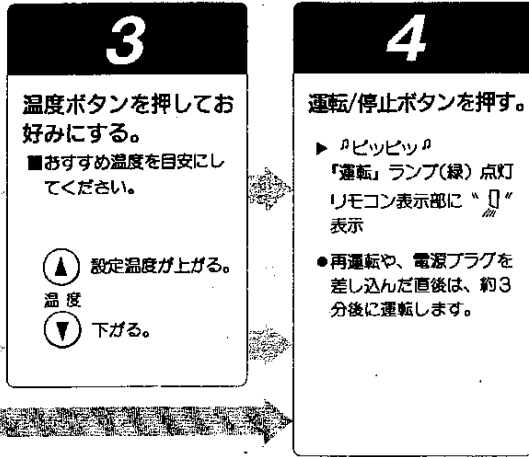 3
温度ボタンを押してお
好みにする。
■おすすめ温度を目安にし
てください。
▲ 設定温度が上がる。
温度
▼ 下がる。
4
運転/停止ボタンを押す。
▶ ♫ピッピッ♫
「運転」ランプ(緑) 点灯
リモコン表示部に〝 〟
表示
●再運転や、電源プラグを
差し込んだ直後は、約3
分後に運転します。